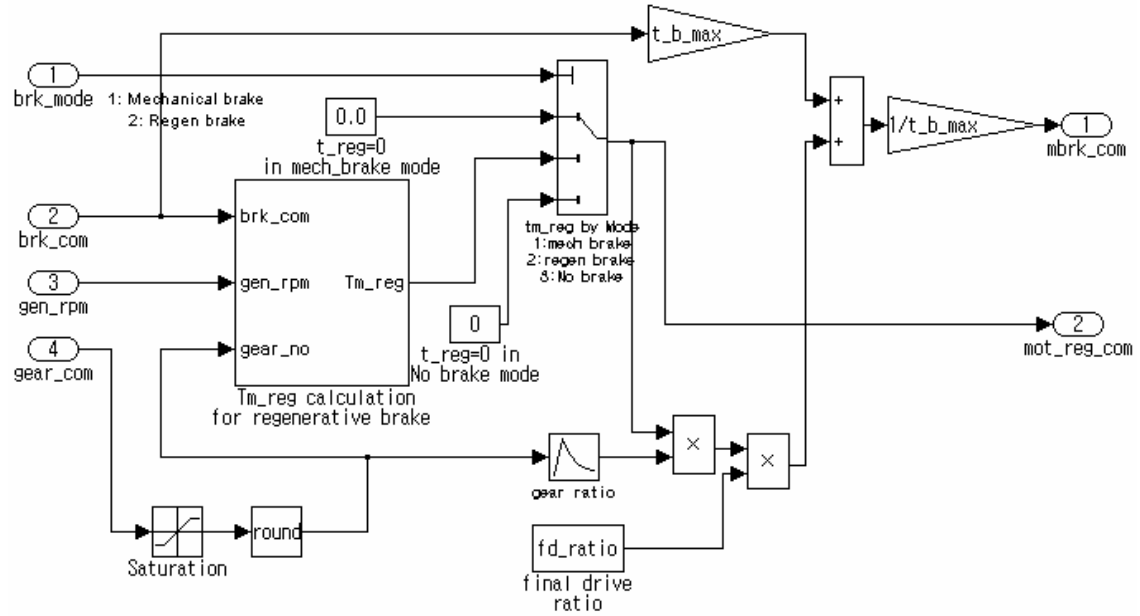 t_b_max
1
brk_mode
1: Mechanical brake
2: Regen brake
0.0
t_reg=0
in mech_brake mode
+
+
1/t_b_max
1
mbrk_com
2
brk_com
brk_com
3
gen_rpm
gen_rpm
Tm_reg
4
gear_com
gear_no
Tm_reg calculation
for regenerative brake
tm_reg by Mode
1:mech brake
2:regen brake
3:No brake
0
t_reg=0 in
No brake mode
2
mot_reg_com
×
×
gear ratio
round
Saturation
fd_ratio
final drive
ratio